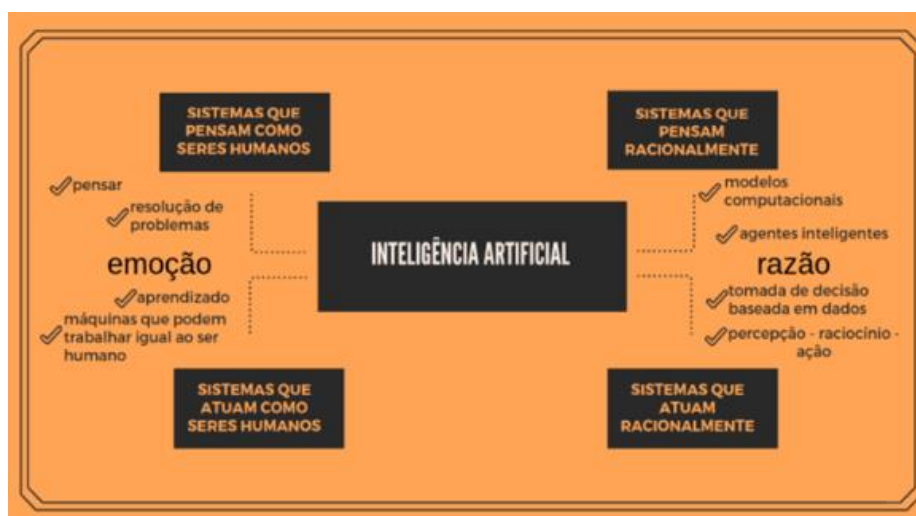 SISTEMAS QUE
PENSAM COMO
SERES HUMANOS
pensar
resolução de
problemas
emoção
aprendizado
máquinas que podem
trabalhar igual ao ser
humano
SISTEMAS QUE
ATUAM COMO
SERES HUMANOS
INTELIGÊNCIA ARTIFICIAL
SISTEMAS QUE
PENSAM
RACIONALMENTE
modelos
computacionais
agentes inteligentes
razão
tomada de decisão
baseada em dados
percepção - raciocínio -
ação
SISTEMAS QUE
ATUAM
RACIONALMENTE